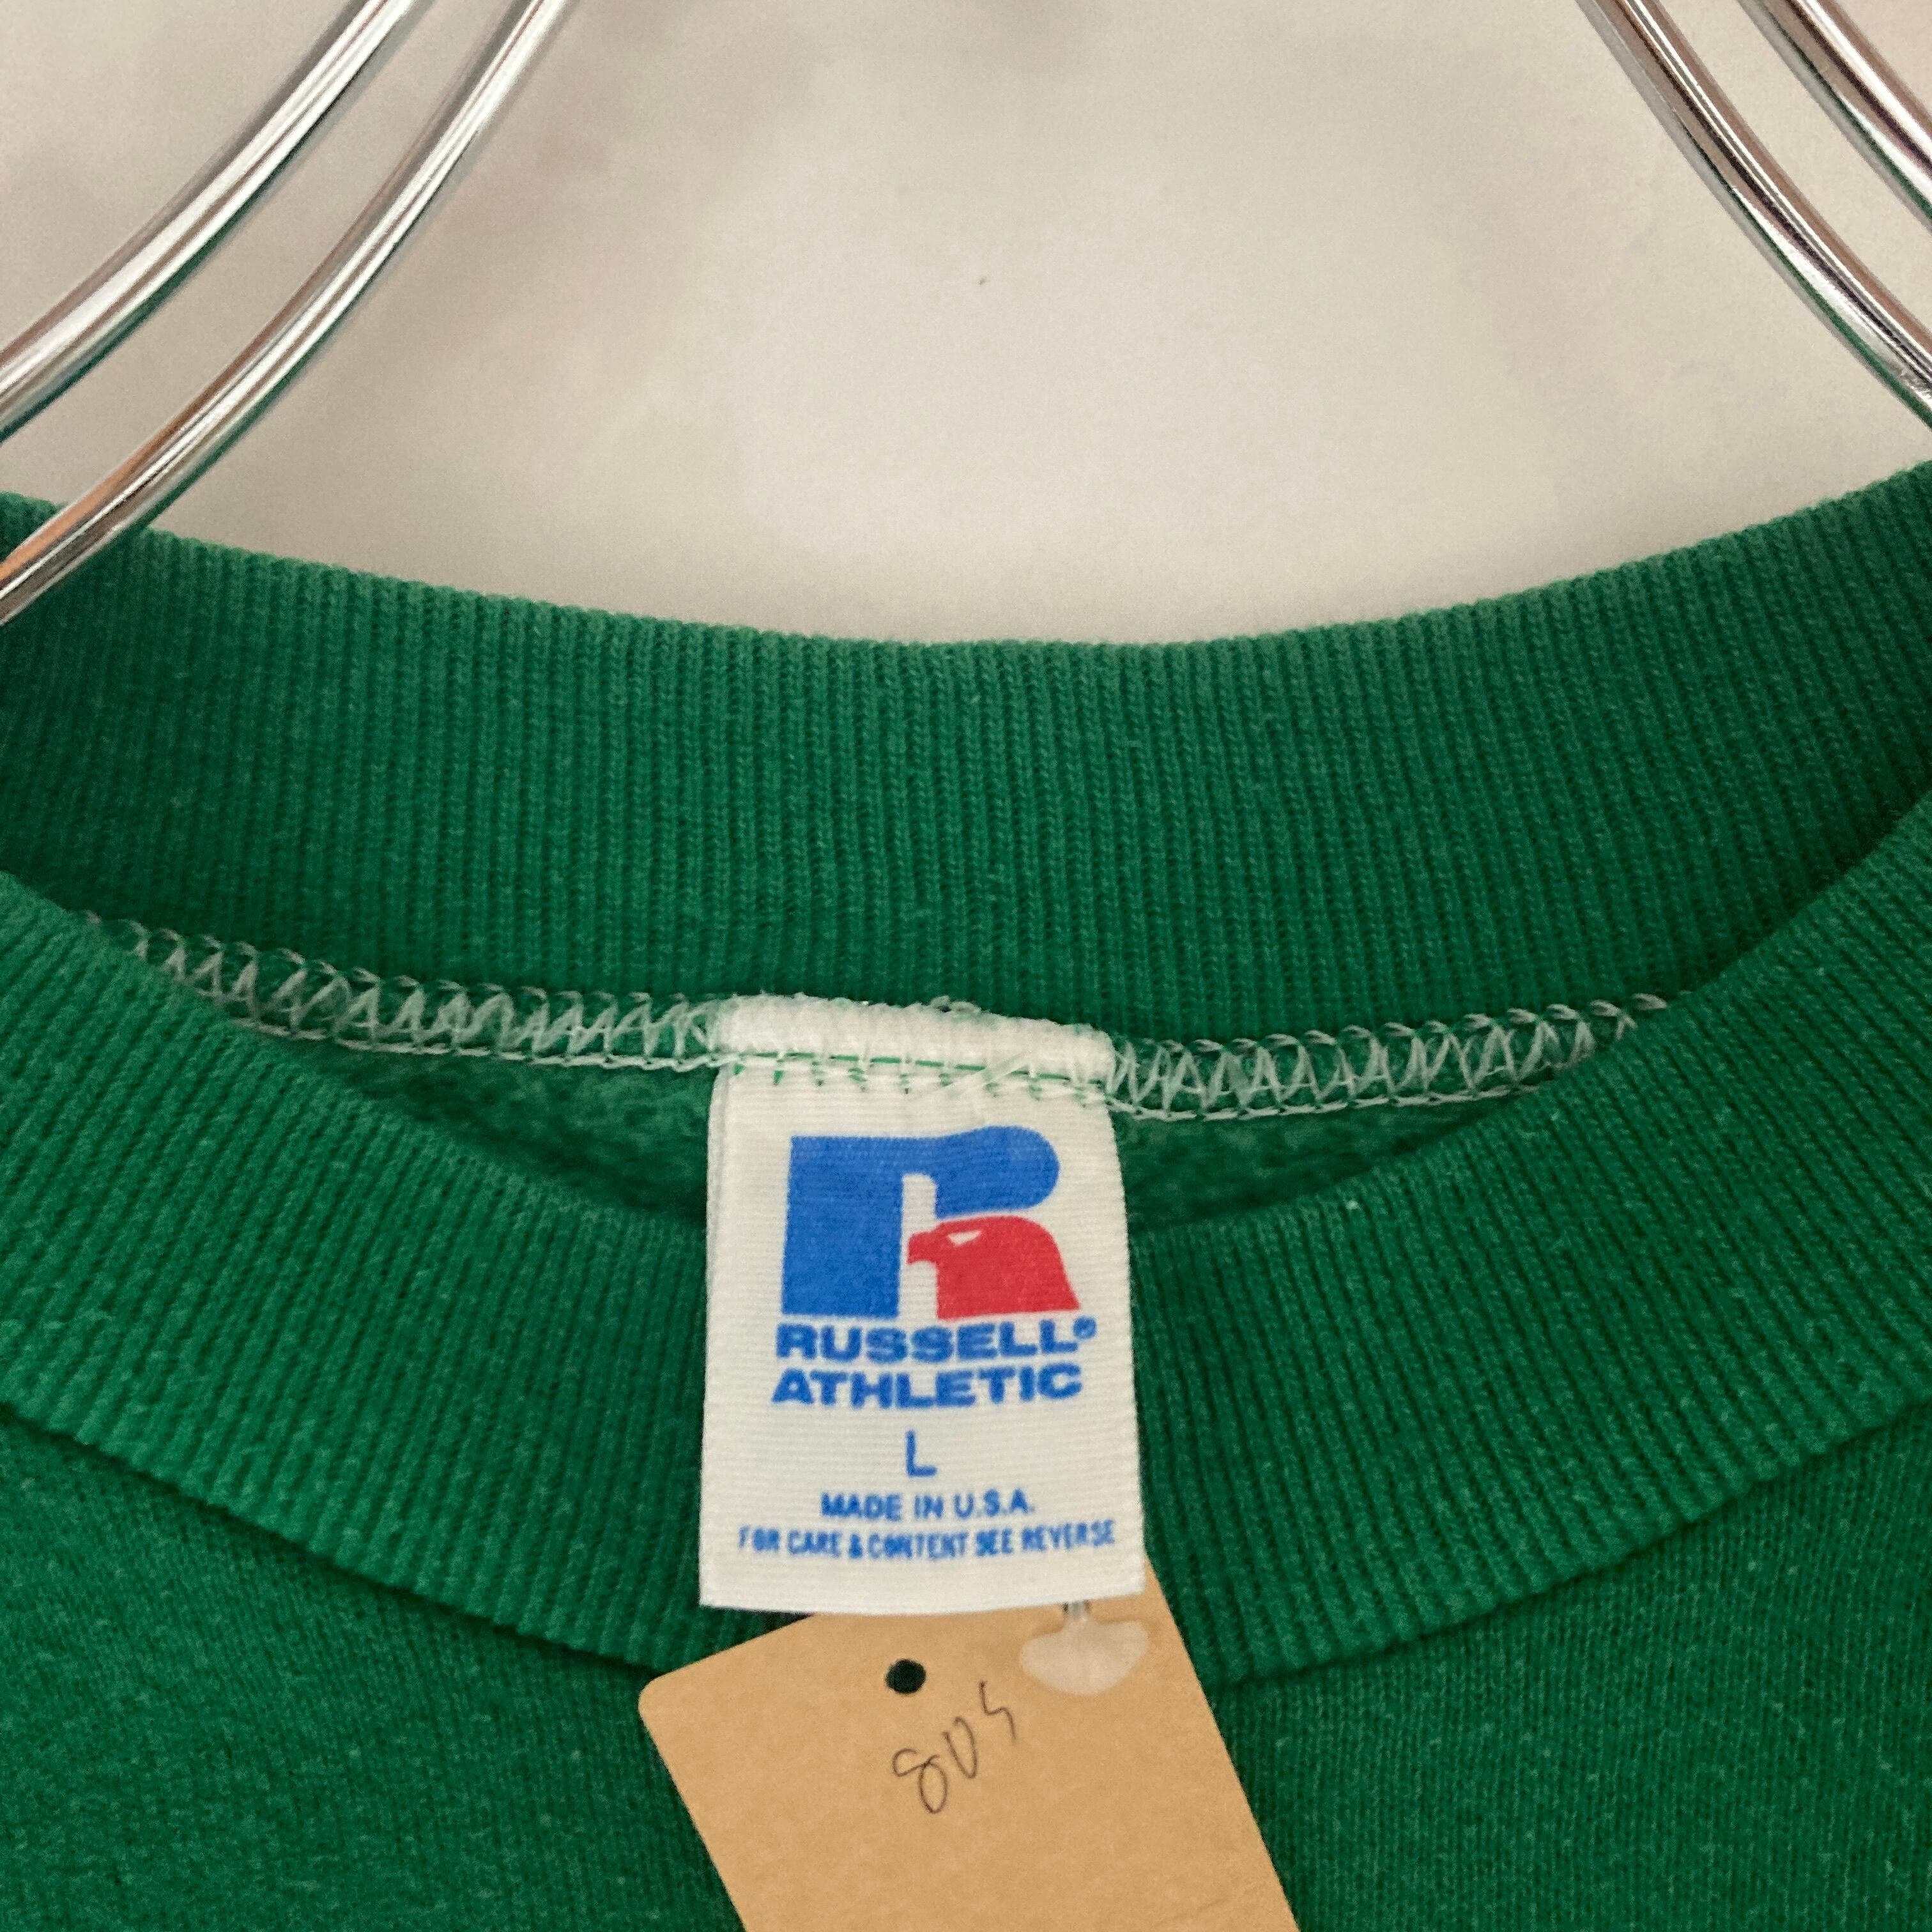 RUSSELL®
ATHLETIC
L
MADE IN U.S.A.
FOR CARE & CONTENT SEE REVERSE
80s